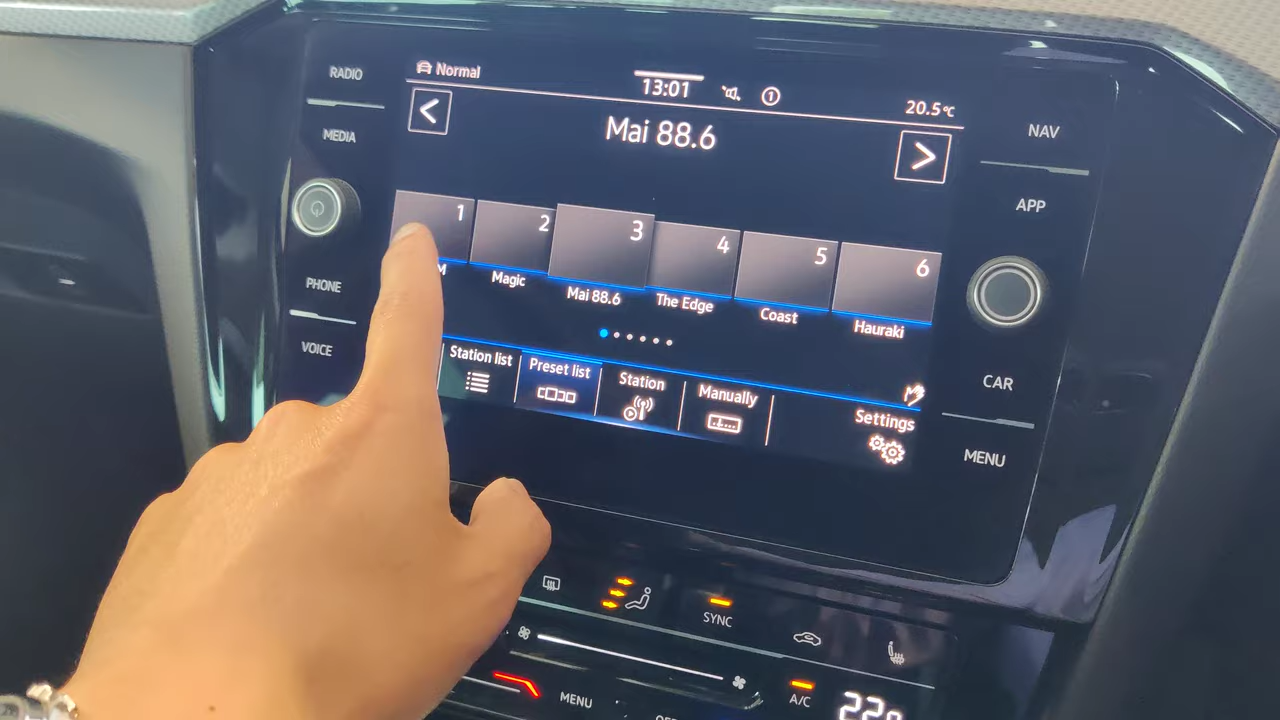 RADIO
MEDIA
PHONE
VOICE
Normal
13:01
1
20.5°C
Mai 88.6
<
>
1
2
3
4
5
6
M
Magic
Mai 88.6
The Edge
Coast
Hauraki
Station list
Preset list
Station
Manually
Settings
NAV
APP
CAR
MENU
SYNC
MENU
A/C